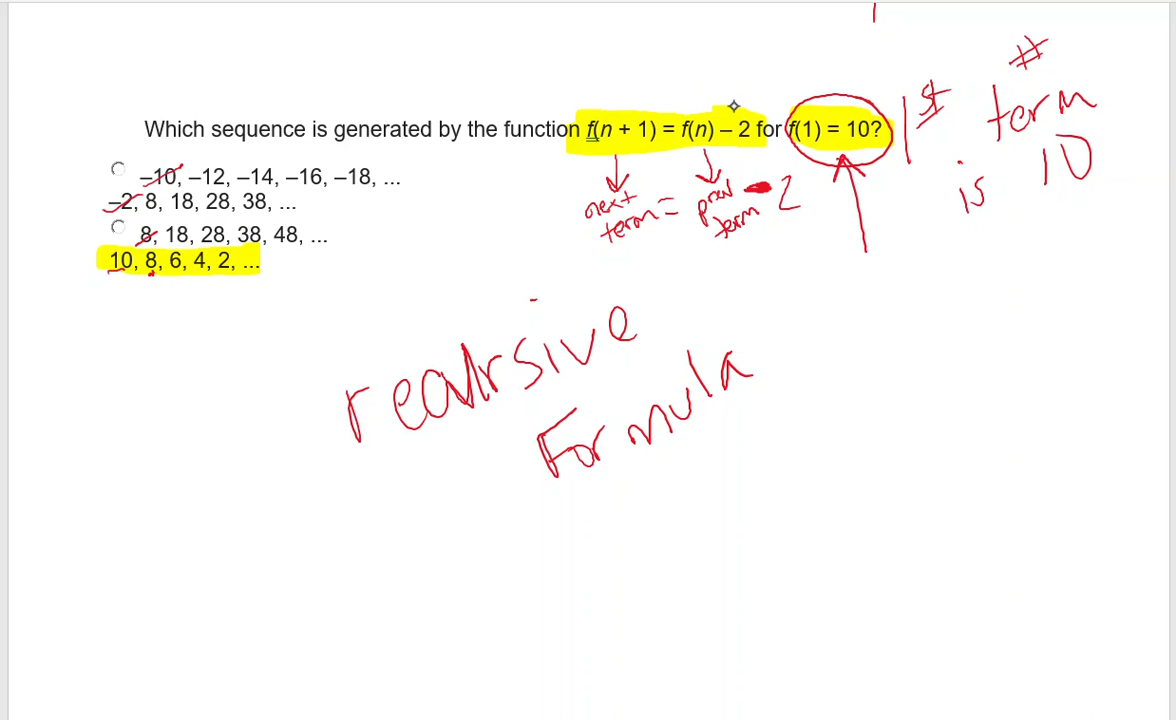 Which sequence is generated by the function f(n + 1) = f(n) – 2 for f(1) = 10?
–10, –12, –14, –16, –18, ...
–2, 8, 18, 28, 38, ...
8, 18, 28, 38, 48, ...
10, 8, 6, 4, 2, ...
next term = prev term - 2
1st # term is 10
recursive
Formula